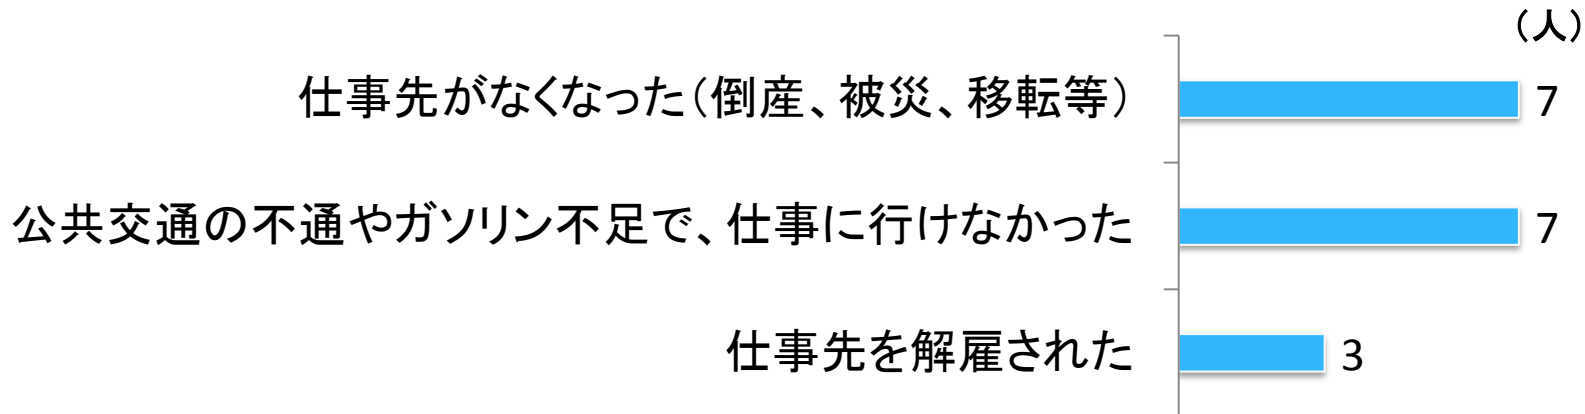 (人)
仕事先がなくなった(倒産、被災、移転等) 7
公共交通の不通やガソリン不足で、仕事に行けなかった 7
仕事先を解雇された 3